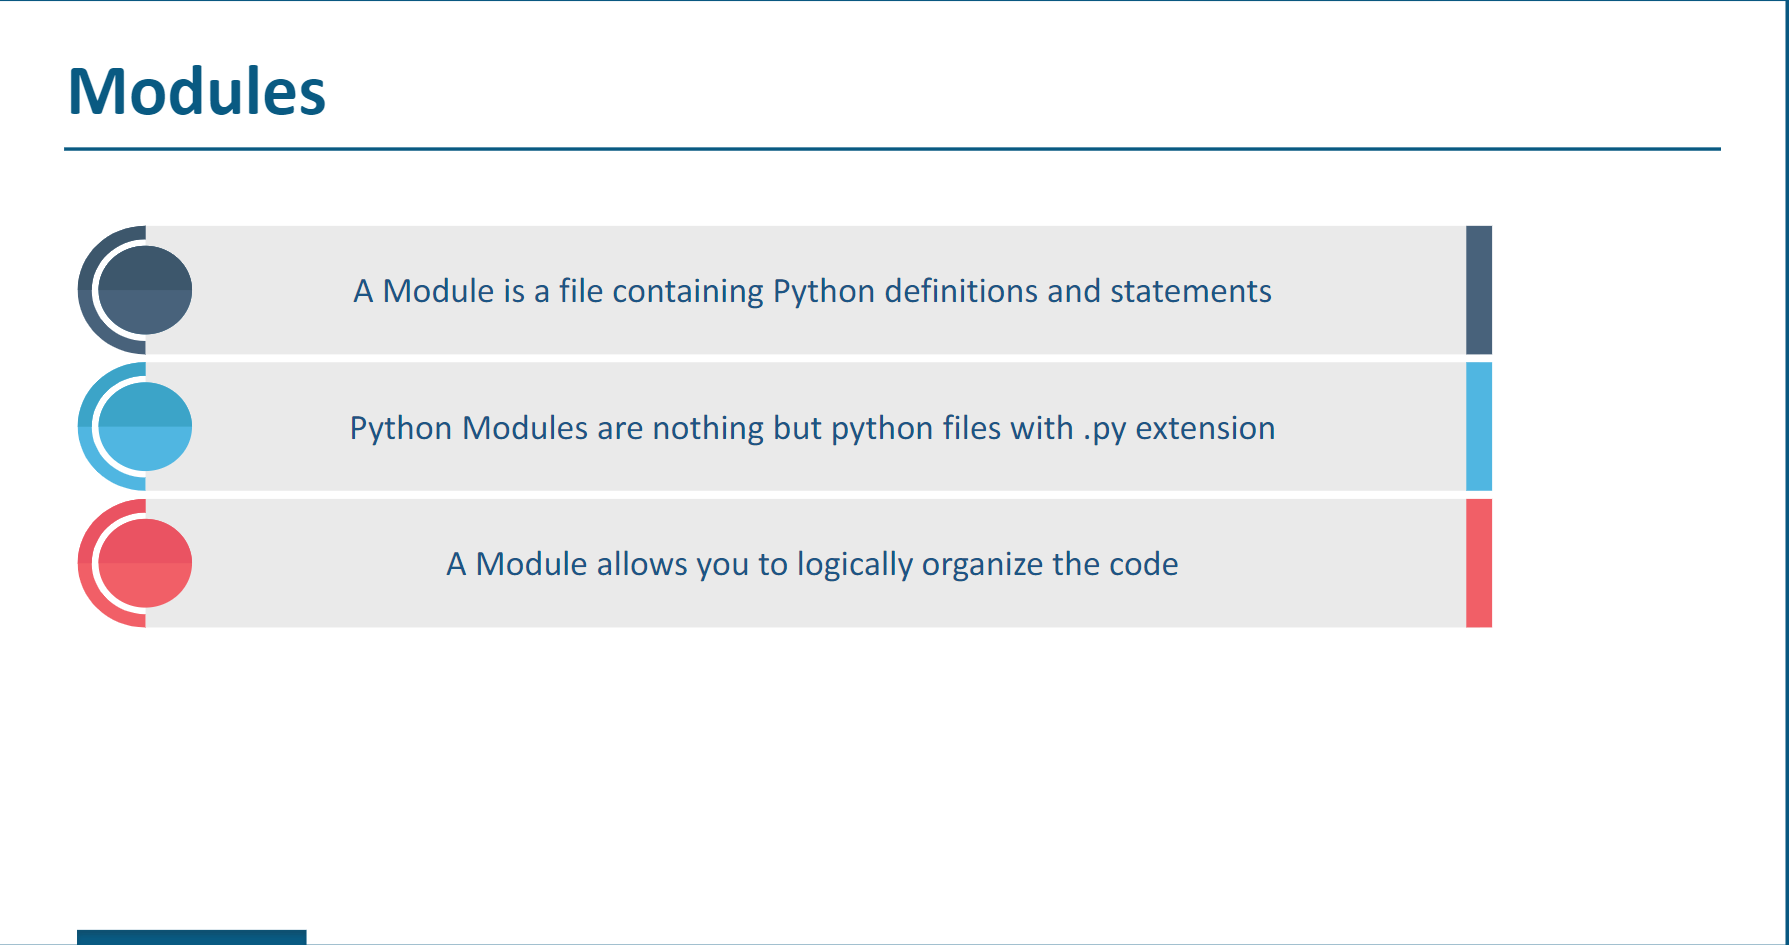 Modules
A Module is a file containing Python definitions and statements
Python Modules are nothing but python files with .py extension
A Module allows you to logically organize the code